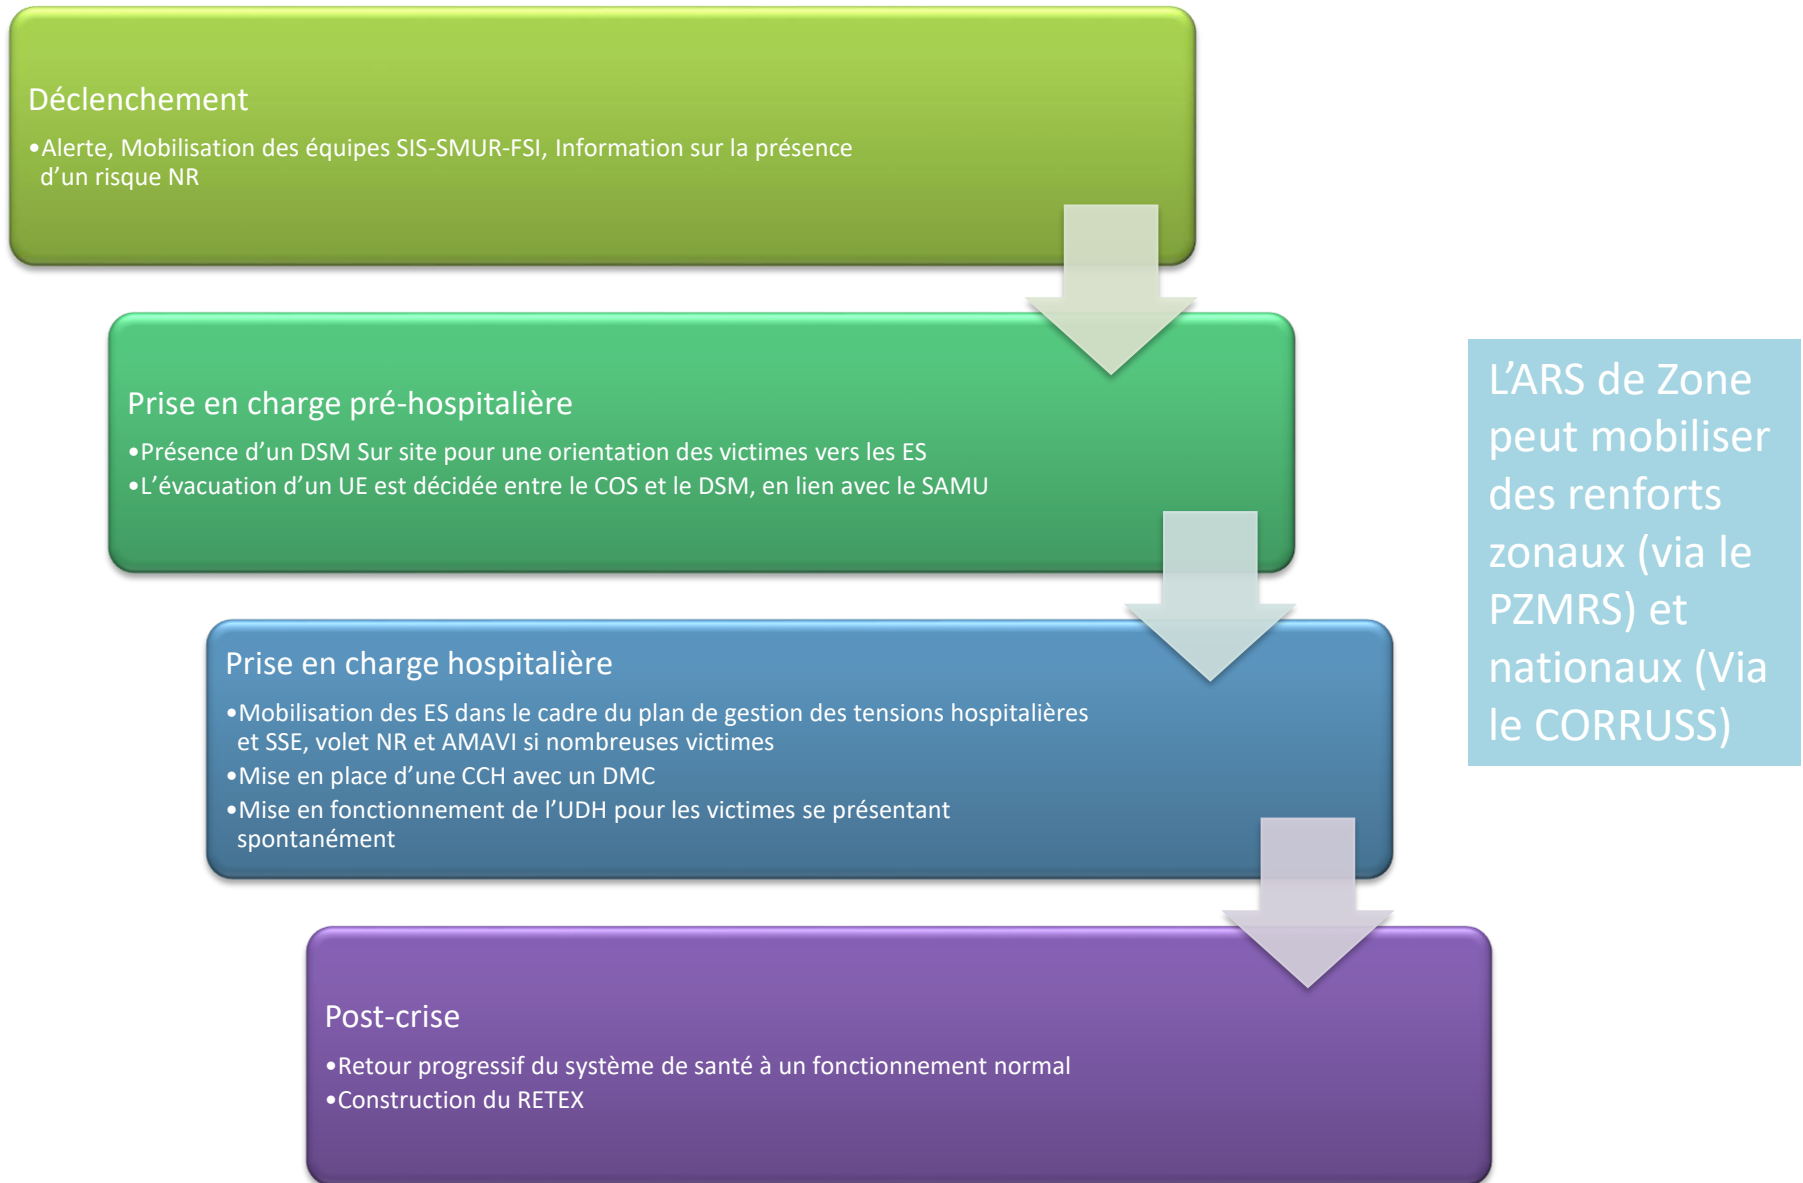 Déclenchement
•Alerte, Mobilisation des équipes SIS-SMUR-FSI, Information sur la présence
d’un risque NR
Prise en charge pré-hospitalière
•Présence d’un DSM Sur site pour une orientation des victimes vers les ES
•L’évacuation d’un UE est décidée entre le COS et le DSM, en lien avec le SAMU
Prise en charge hospitalière
•Mobilisation des ES dans le cadre du plan de gestion des tensions hospitalières
et SSE, volet NR et AMAVI si nombreuses victimes
•Mise en place d’une CCH avec un DMC
•Mise en fonctionnement de l’UDH pour les victimes se présentant
spontanément
Post-crise
•Retour progressif du système de santé à un fonctionnement normal
•Construction du RETEX
L’ARS de Zone
peut mobiliser
des renforts
zonaux (via le
PZMRS) et
nationaux (Via
le CORRUSS)